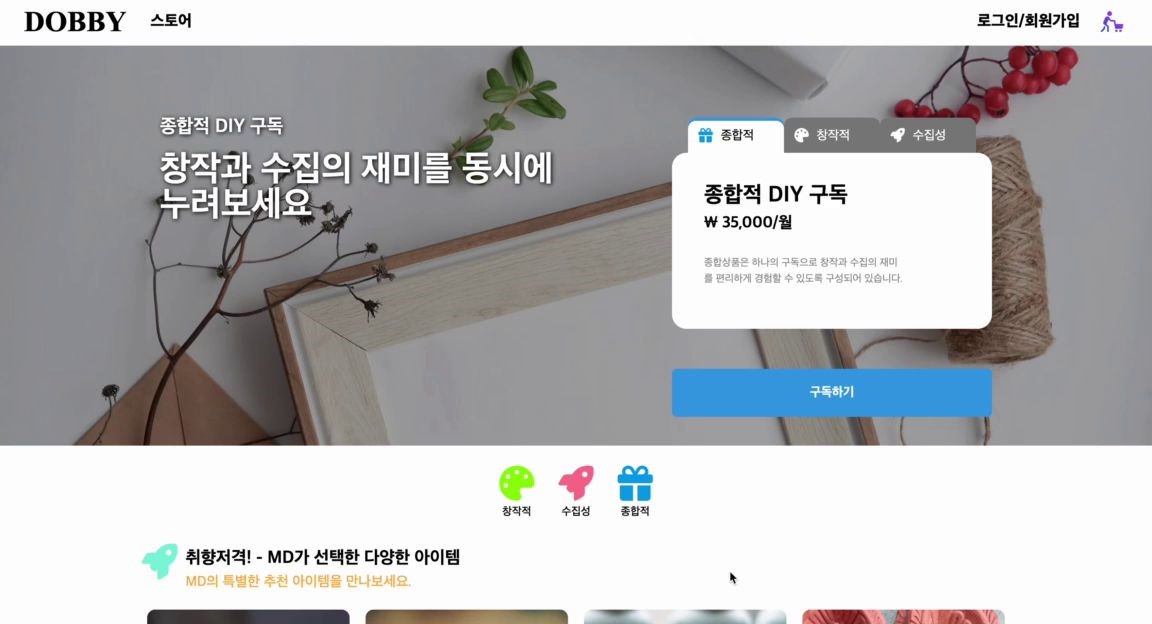 DOBBY 스토어 로그인/회원가입
종합적 DIY 구독
창작과 수집의 재미를 동시에
누려보세요
종합적 창작적 수집성
종합적 DIY 구독
₩ 35,000/월
종합상품은 하나의 구독으로 창작과 수집의 재미
를 편리하게 경험할 수 있도록 구성되어 있습니다.
구독하기
창작적 수집성 종합적
취향저격! - MD가 선택한 다양한 아이템
MD의 특별한 추천 아이템을 만나보세요.